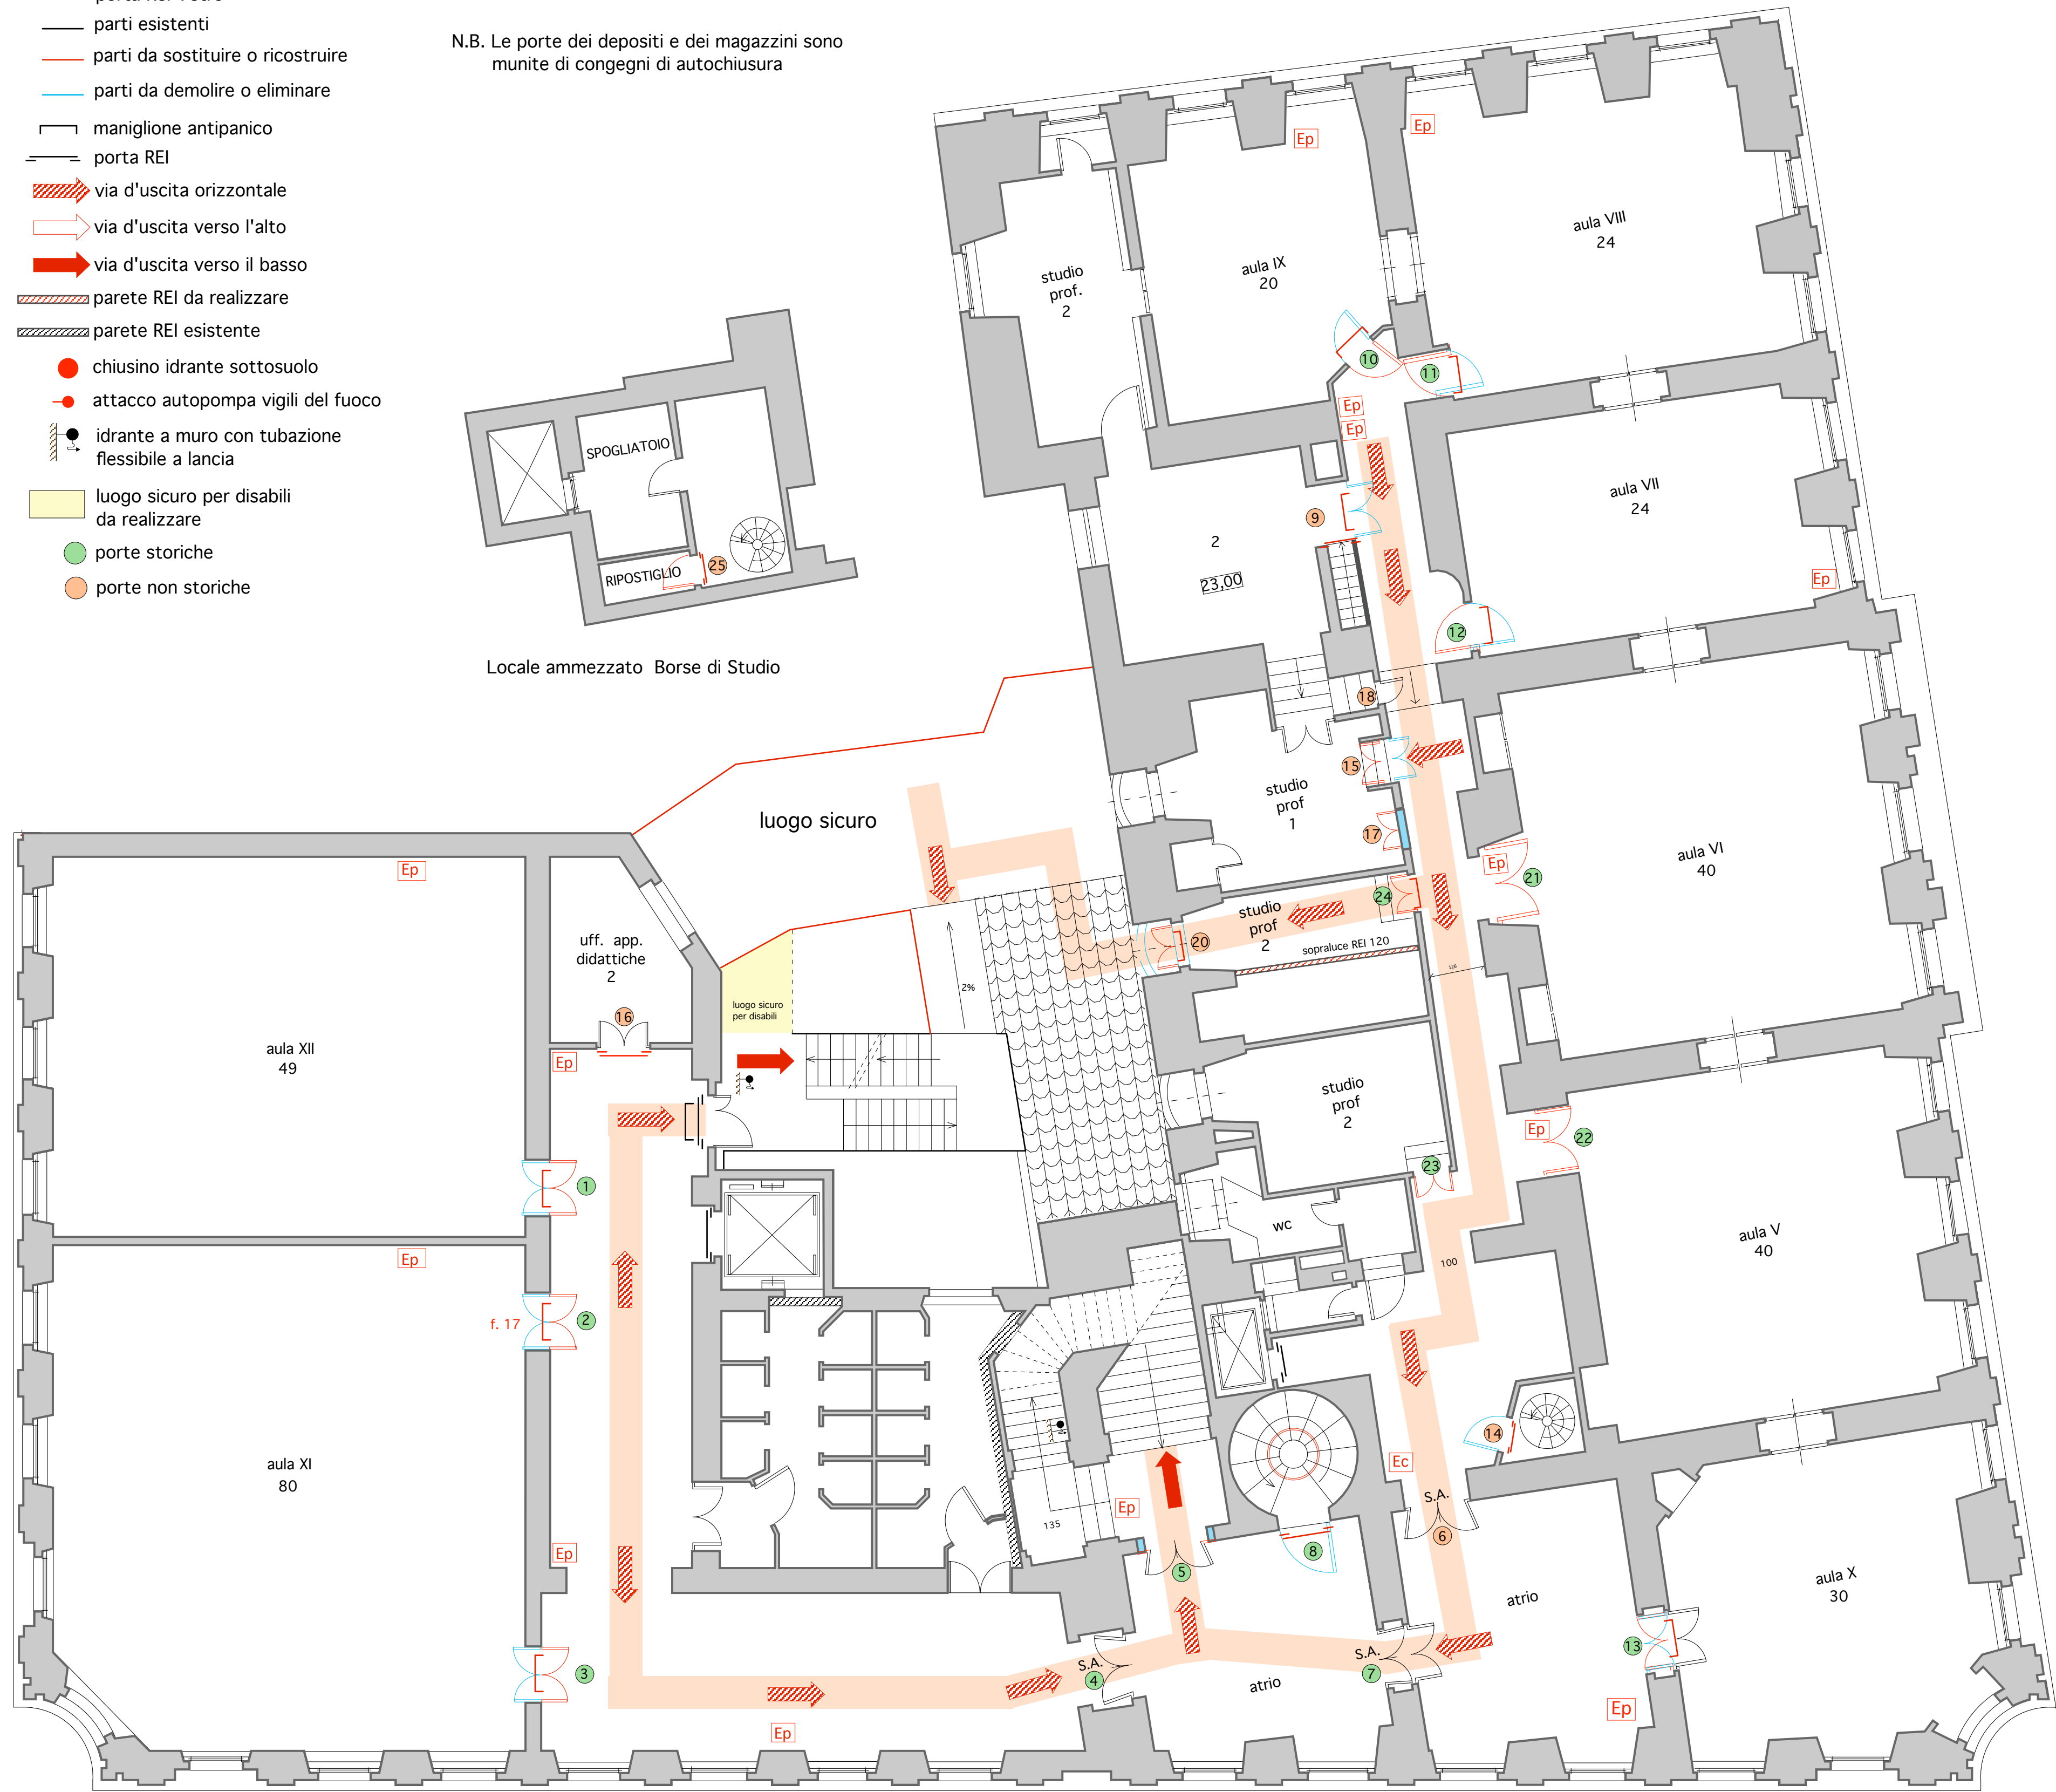 parti esistenti
parti da sostituire o ricostruire
parti da demolire o eliminare
maniglione antipanico
porta REI
via d'uscita orizzontale
via d'uscita verso l'alto
via d'uscita verso il basso
parete REI da realizzare
parete REI esistente
chiusino idrante sottosuolo
attacco autopompa vigili del fuoco
idrante a muro con tubazione
flessibile a lancia
luogo sicuro per disabili
da realizzare
porte storiche
porte non storiche
N.B. Le porte dei depositi e dei magazzini sono
munite di congegni di autochiusura
SPOGLIATOIO
RIPOSTIGLIO
25
Locale ammezzato Borse di Studio
Ep
Ep
aula VIII
24
studio
prof.
2
aula IX
20
10
11
Ep
Ep
aula VII
24
9
2
23,00
Ep
12
18
15
studio
prof
1
17
luogo sicuro
aula VI
40
Ep
21
24
studio
prof
2
20
sopraluce REI 120
126
Ep
uff. app.
didattiche
2
16
2%
luogo sicuro
per disabili
aula XII
49
Ep
studio
prof
2
Ep
22
23
1
wc
aula V
40
Ep
100
f. 17
2
14
Ec
aula XI
80
S.A.
6
Ep
135
Ep
5
8
aula X
30
atrio
13
S.A.
7
S.A.
4
3
atrio
Ep
Ep